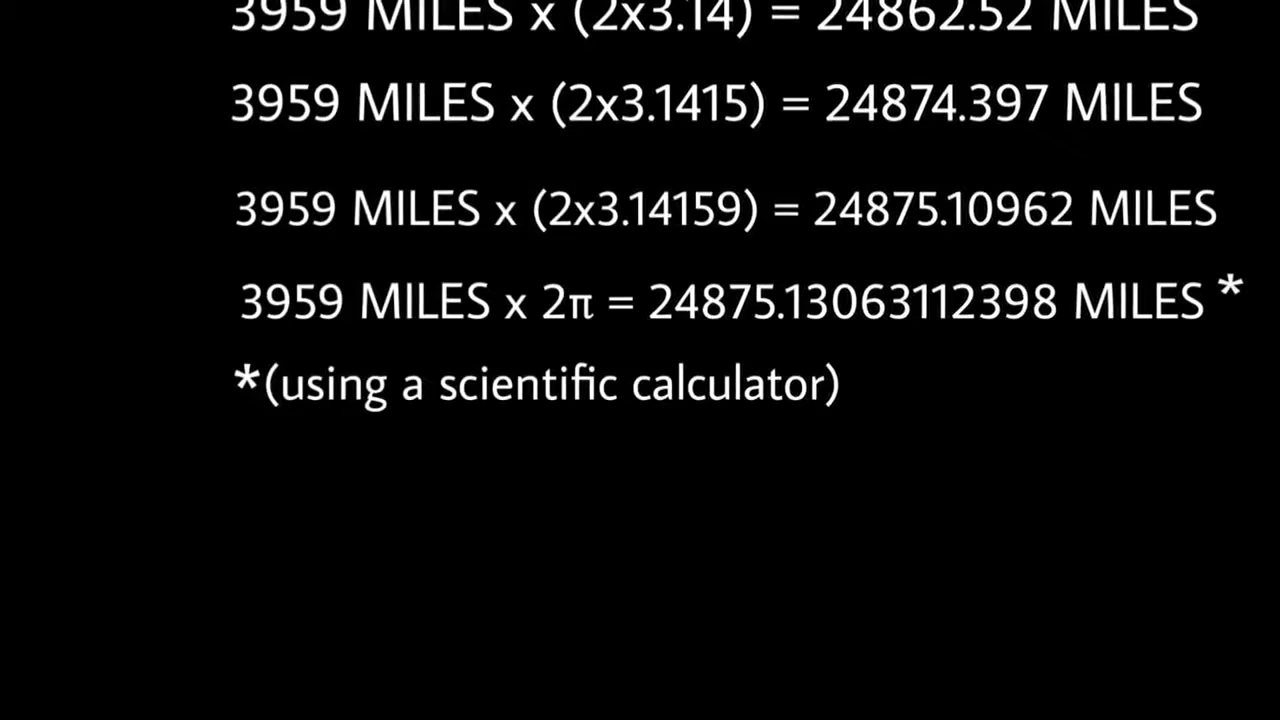 3959 MILES x (2x3.14) = 24862.52 MILES
3959 MILES x (2x3.1415) = 24874.397 MILES
3959 MILES x (2x3.14159) = 24875.10962 MILES
3959 MILES x 2π = 24875.13063112398 MILES *
*(using a scientific calculator)